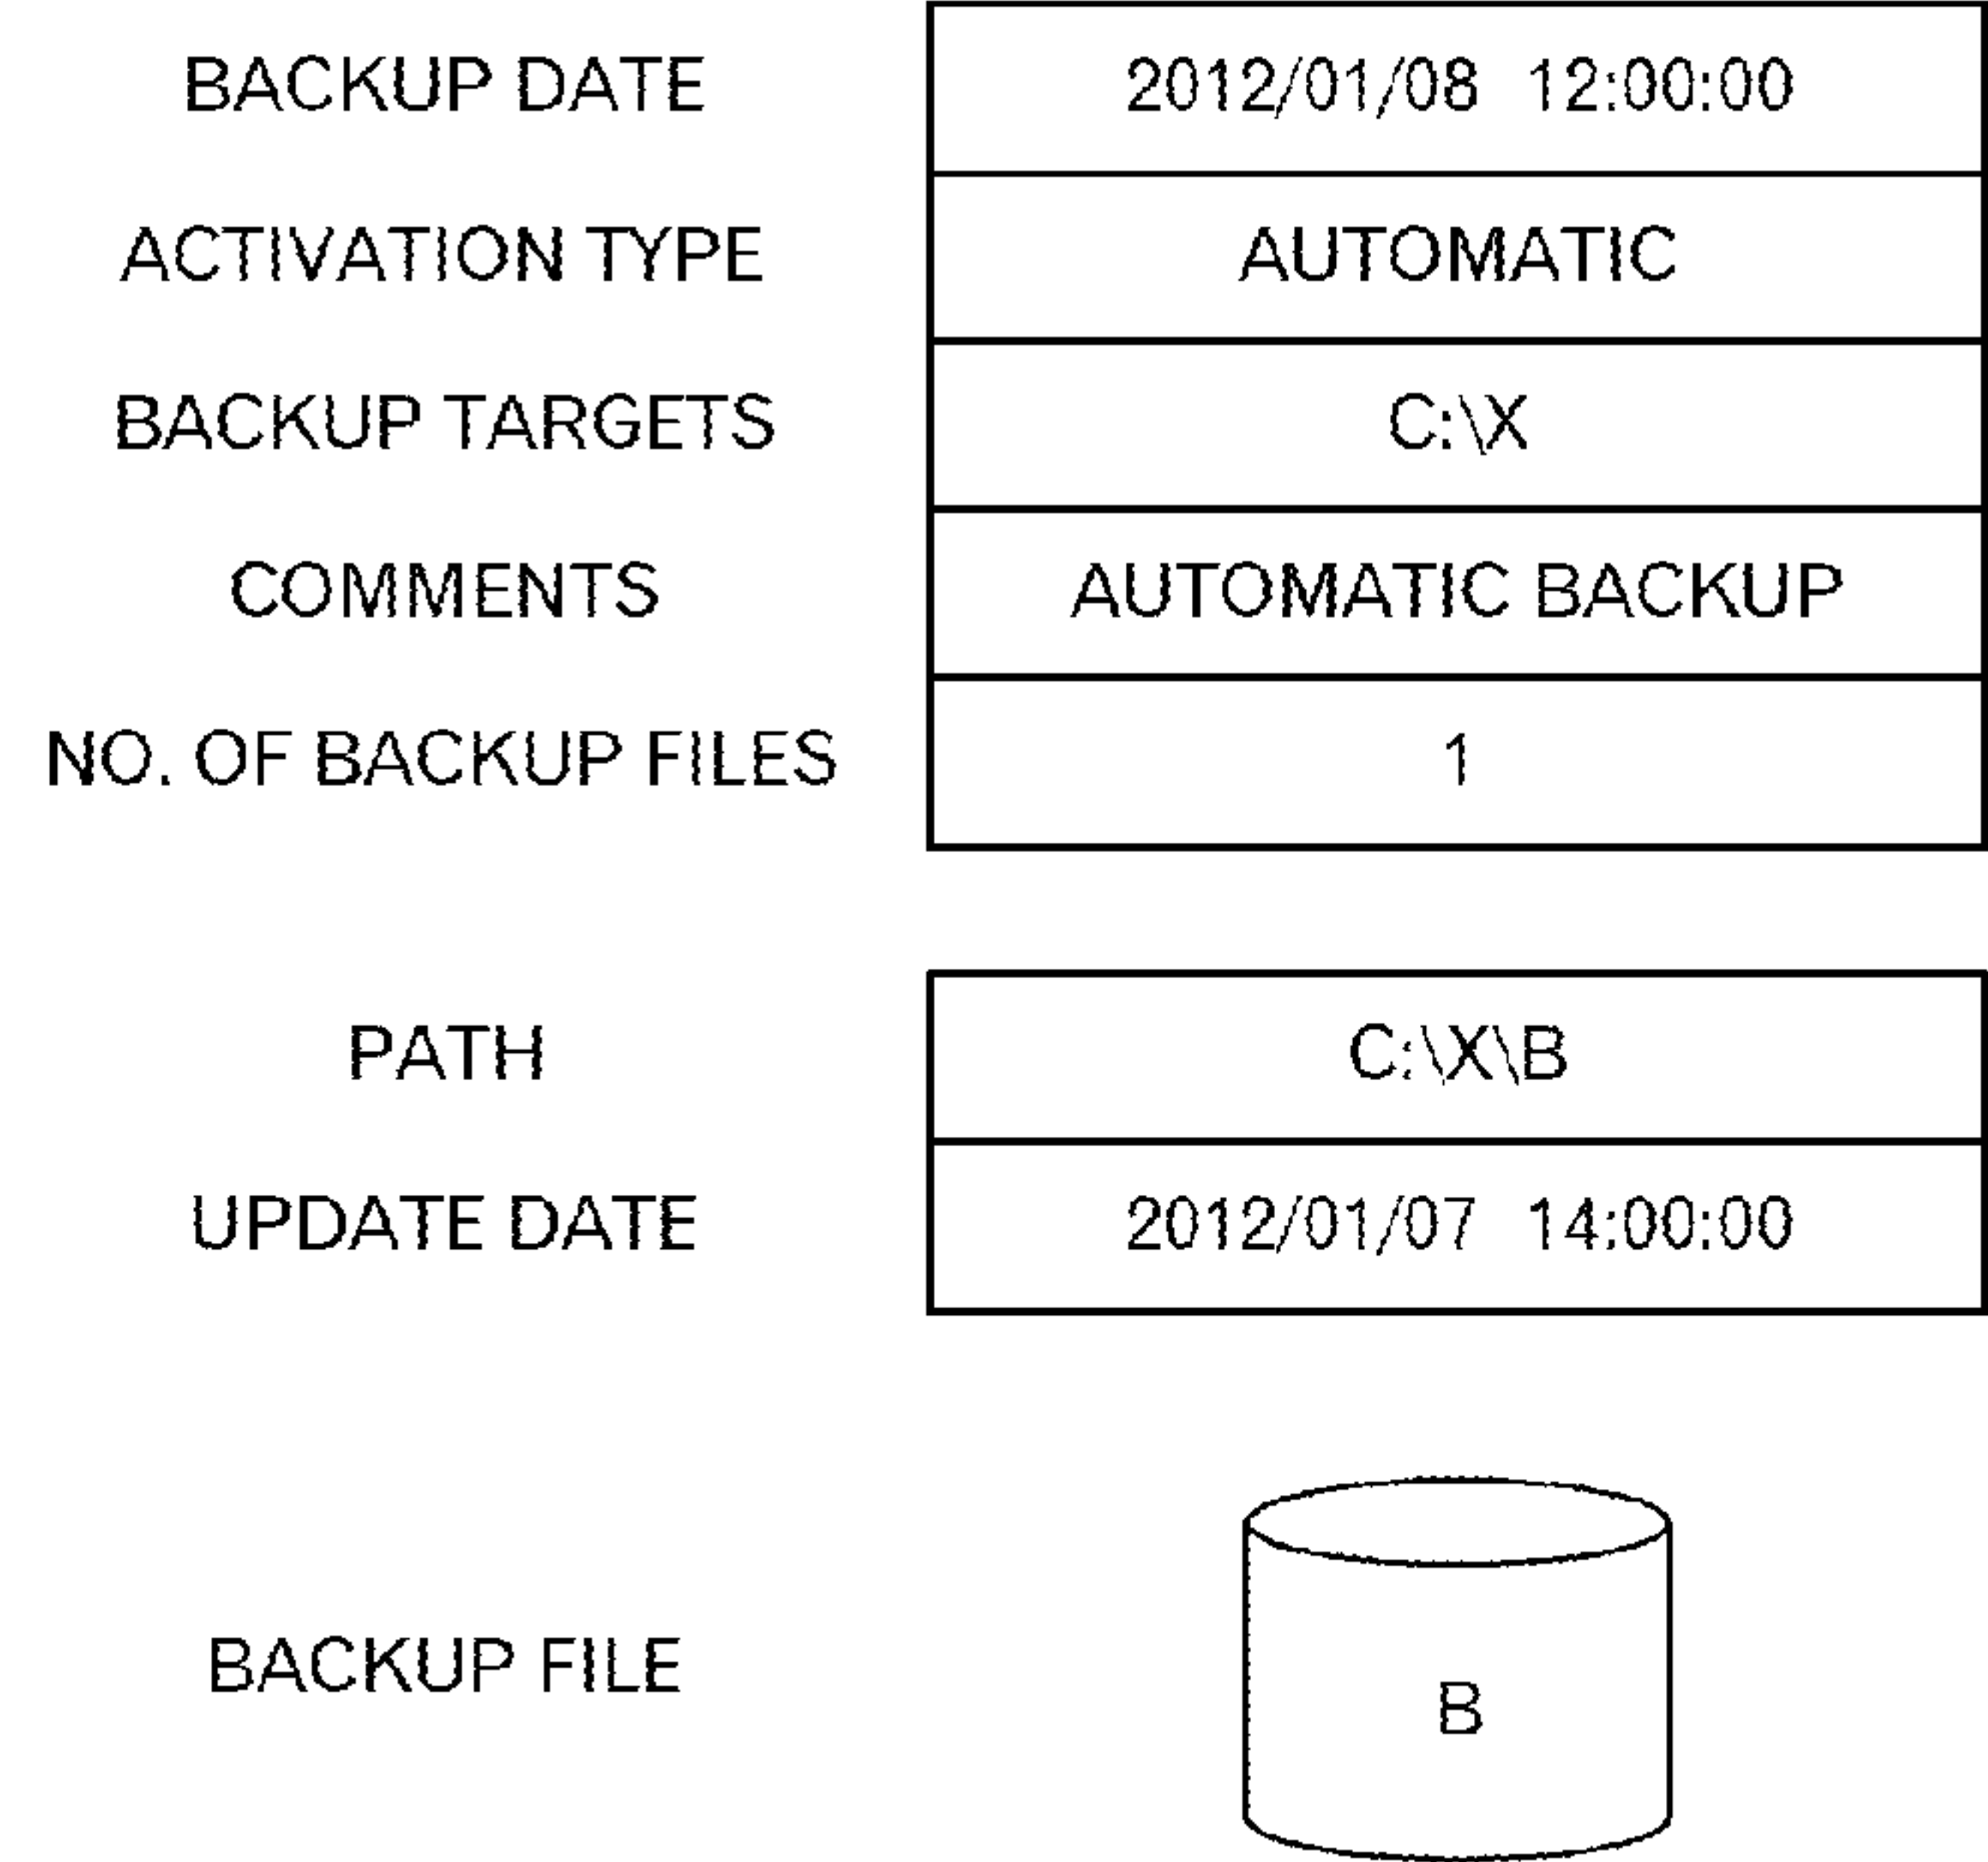 BACKUP DATE 2012/01/08 12:00:00
ACTIVATION TYPE AUTOMATIC
BACKUP TARGETS C:\X
COMMENTS AUTOMATIC BACKUP
NO. OF BACKUP FILES 1
PATH C:\X\B
UPDATE DATE 2012/01/07 14:00:00
BACKUP FILE B